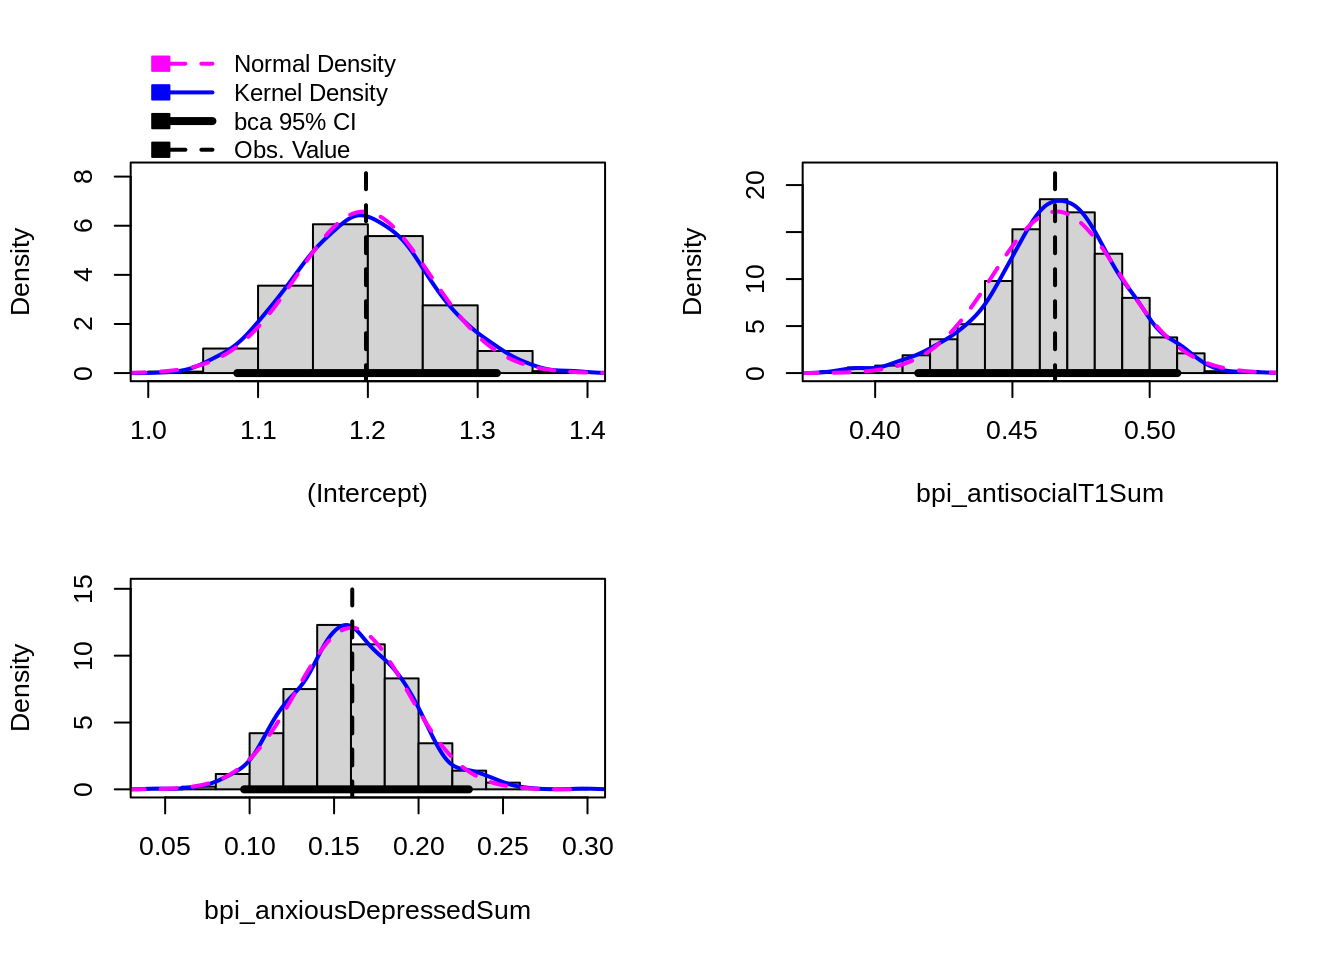 Normal Density
Kernel Density
bca 95% CI
Obs. Value
Density
0 2 4 6 8
1.0 1.1 1.2 1.3 1.4
(Intercept)
Density
0 5 10 20
0.40 0.45 0.50
bpi_antisocialT1Sum
Density
0 5 10 15
0.05 0.10 0.15 0.20 0.25 0.30
bpi_anxiousDepressedSum